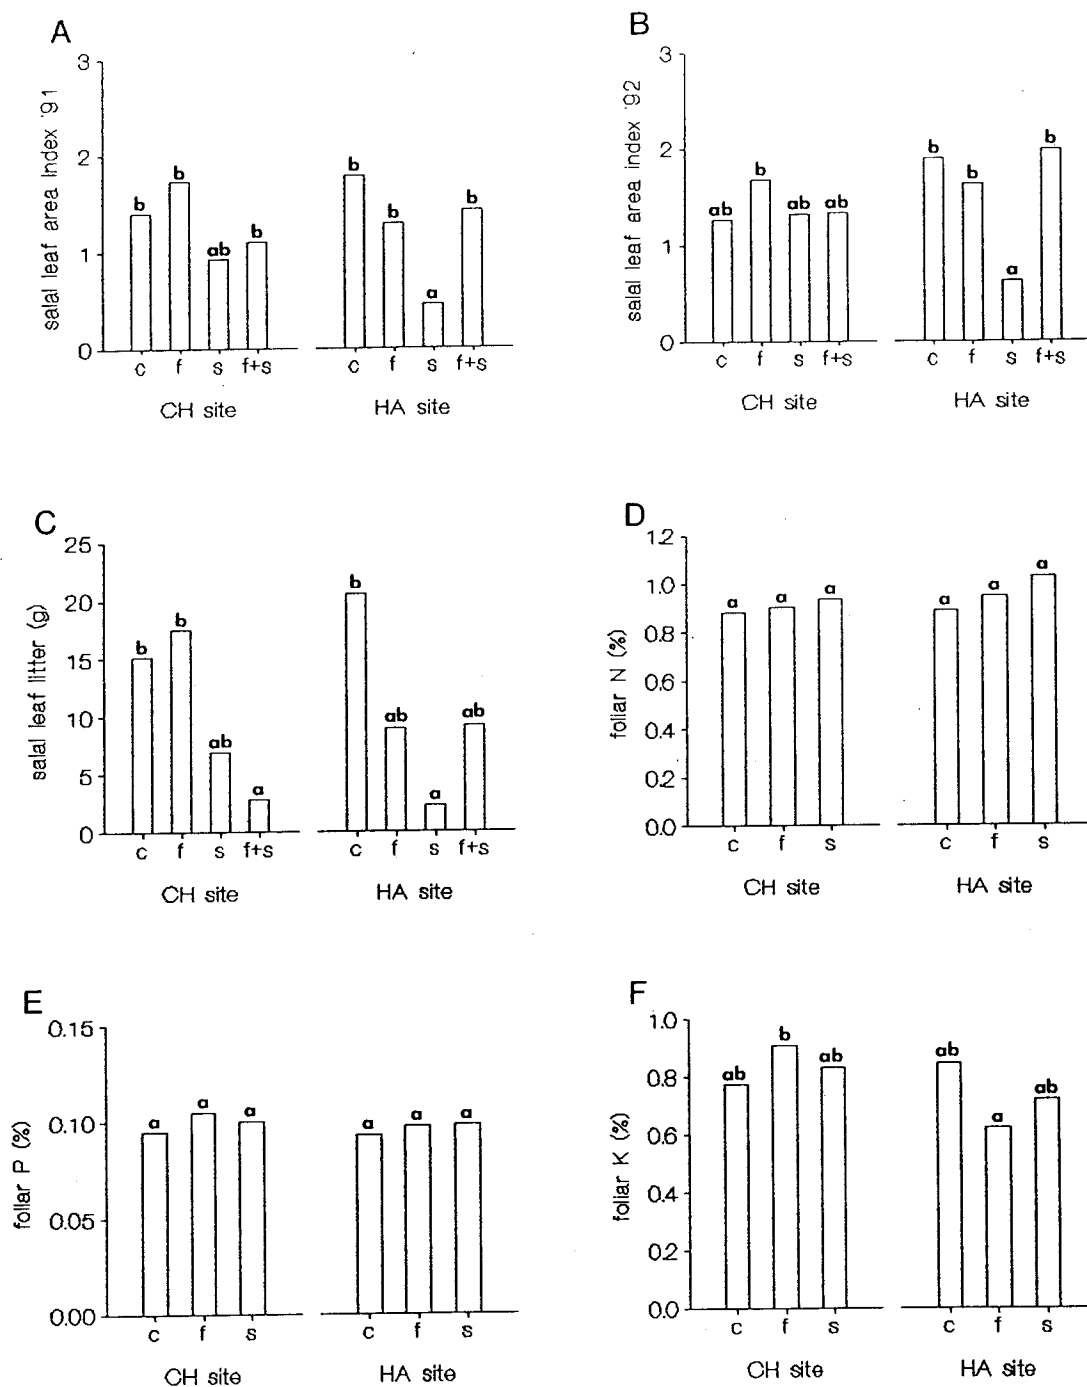 A
salal leaf area Index '91
3
2
1
0
b
b
ab
b
b
b
a
b
c f s f+s
c f s f+s
CH site
HA site
B
salal leaf area index '92
3
2
1
0
ab
b
ab
ab
b
b
a
b
c f s f+s
c f s f+s
CH site
HA site
C
salal leaf litter (g)
25
20
15
10
5
0
b
b
ab
a
b
ab
a
ab
c f s f+s
c f s f+s
CH site
HA site
D
foliar N (%)
1.2
1.0
0.8
0.6
0.4
0.2
0.0
a
a
a
a
a
a
c f s
c f s
CH site
HA site
E
foliar P (%)
0.15
0.10
0.05
0.00
a
a
a
a
a
a
c f s
c f s
CH site
HA site
F
foliar K (%)
1.0
0.8
0.6
0.4
0.2
0.0
ab
b
ab
ab
a
ab
c f s
c f s
CH site
HA site